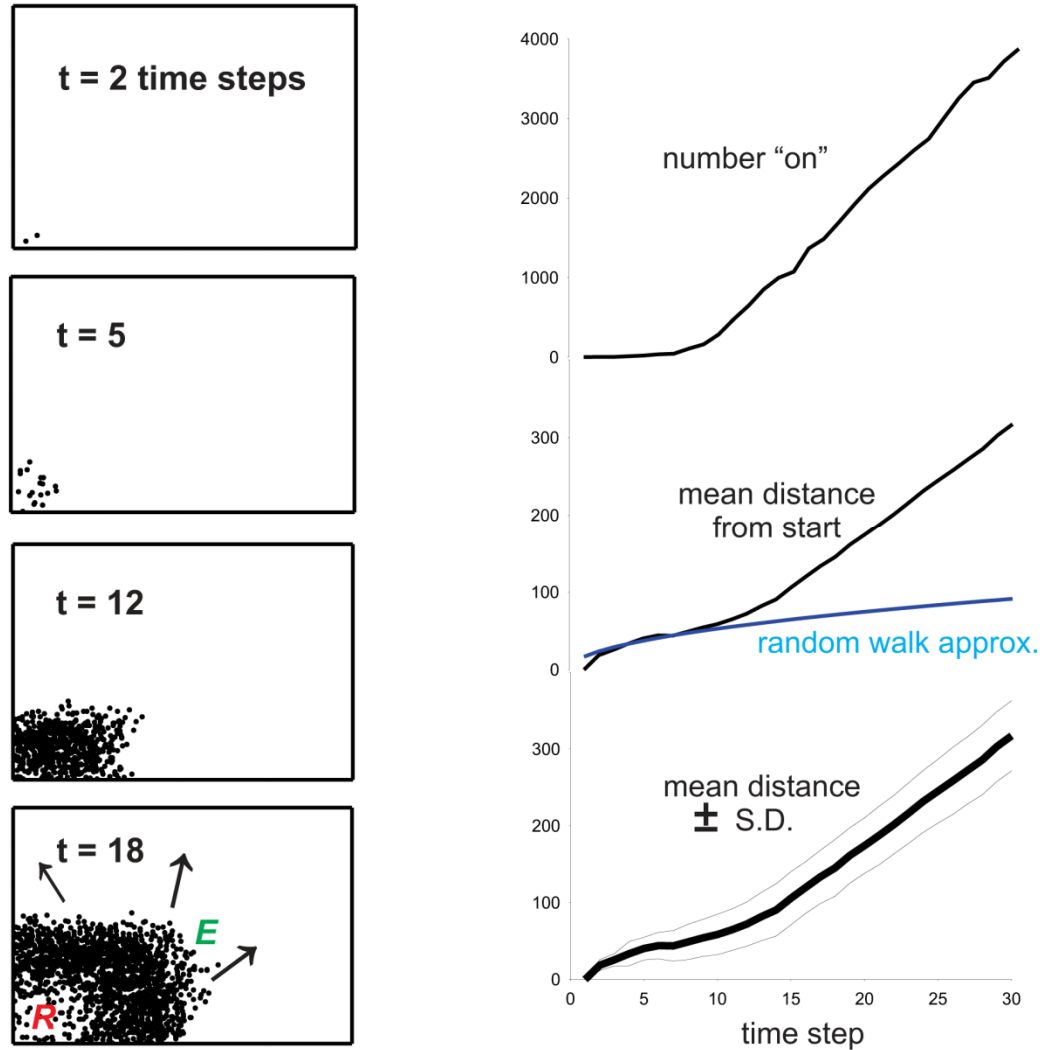 t = 2 time steps
t = 5
t = 12
t = 18
E
R
4000
3000
2000
1000
0
number “on”
300
200
100
0
mean distance
from start
random walk approx.
300
200
100
0
mean distance
± S.D.
0 5 10 15 20 25 30
time step